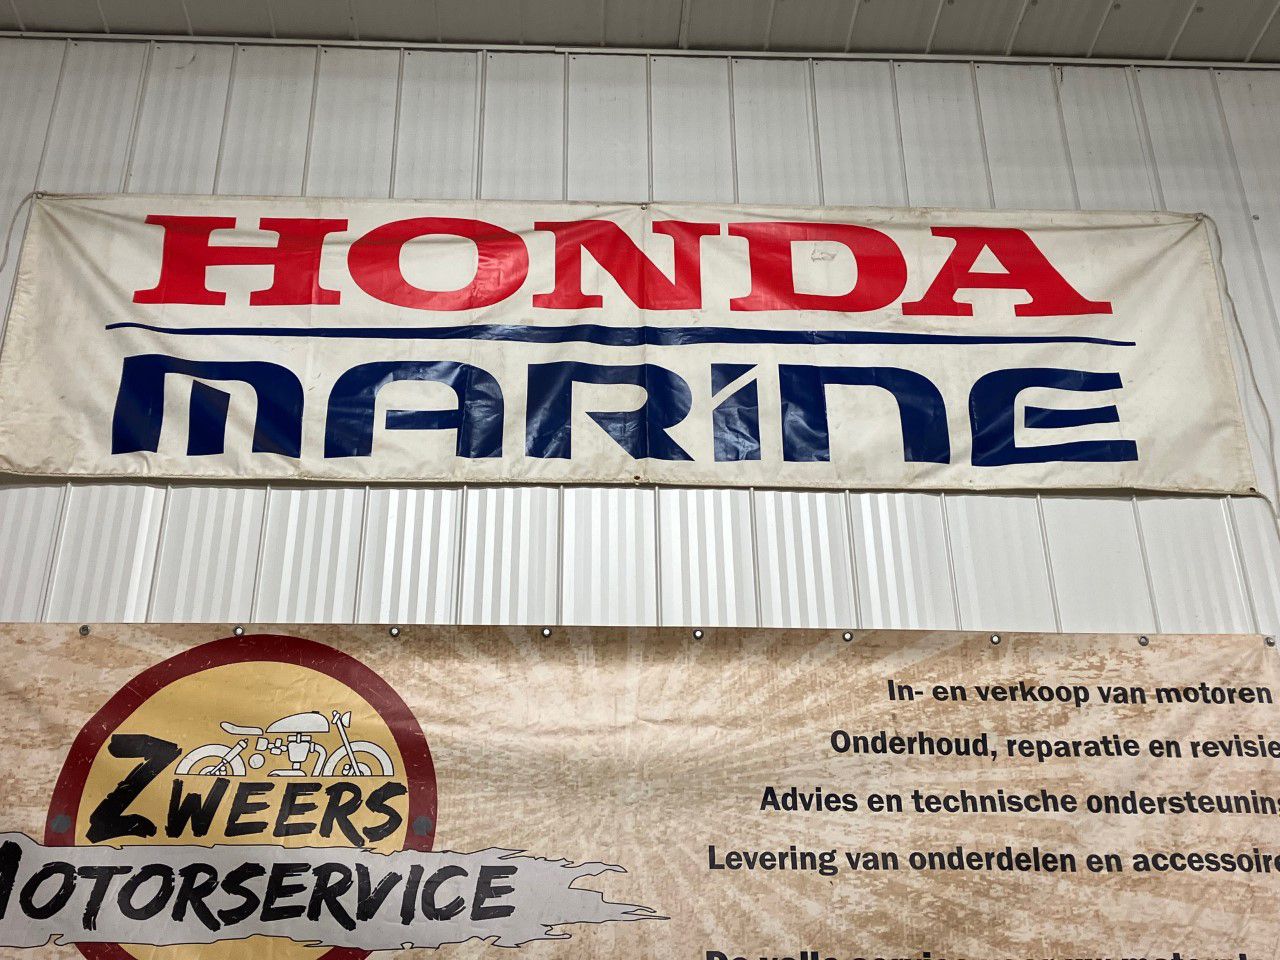 HONDA
MARINE
ZWEERS
MOTORSERVICE
In- en verkoop van motoren
Onderhoud, reparatie en revisie
Advies en technische ondersteunin
Levering van onderdelen en accessoire